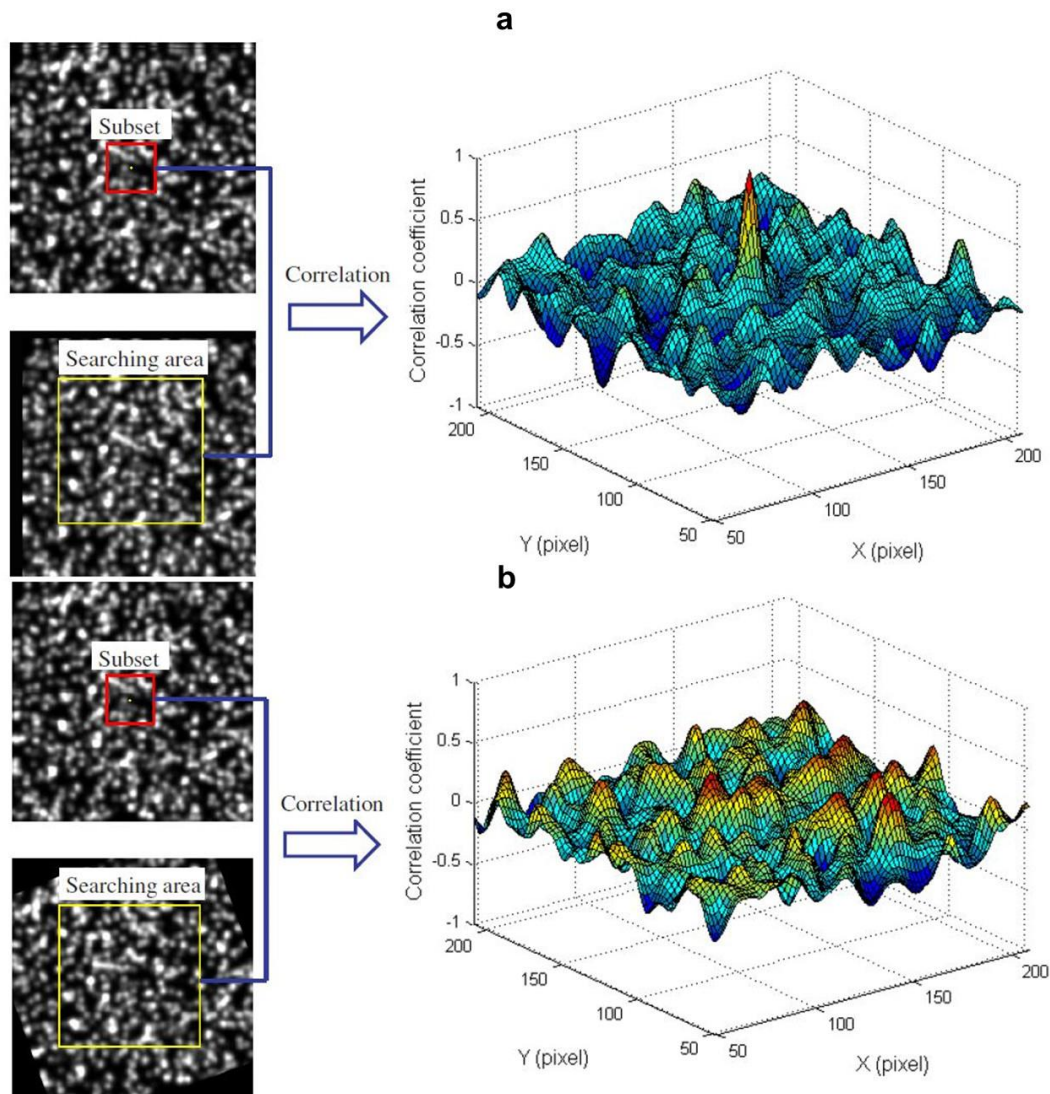 a
Subset
Searching area
Correlation
Correlation coefficient
1
0.5
0
-0.5
-1
200
150
100
50
Y (pixel)
50
100
150
200
X (pixel)
b
Subset
Searching area
Correlation
Correlation coefficient
1
0.5
0
-0.5
-1
200
150
100
50
Y (pixel)
50
100
150
200
X (pixel)